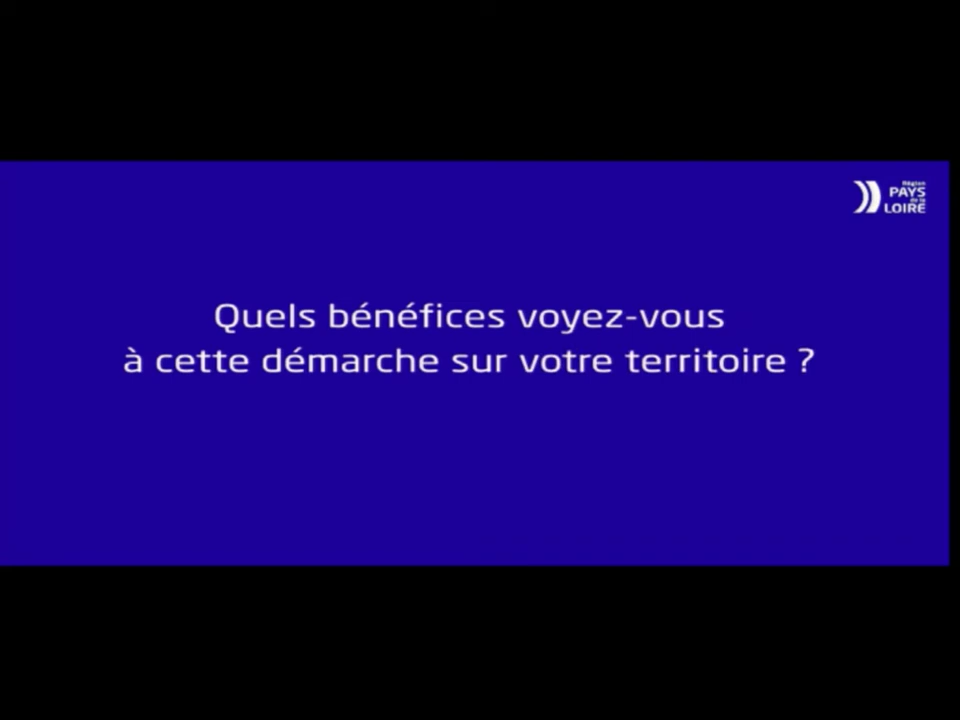 Région
PAYS
de la
LOIRE
Quels bénéfices voyez-vous
à cette démarche sur votre territoire ?